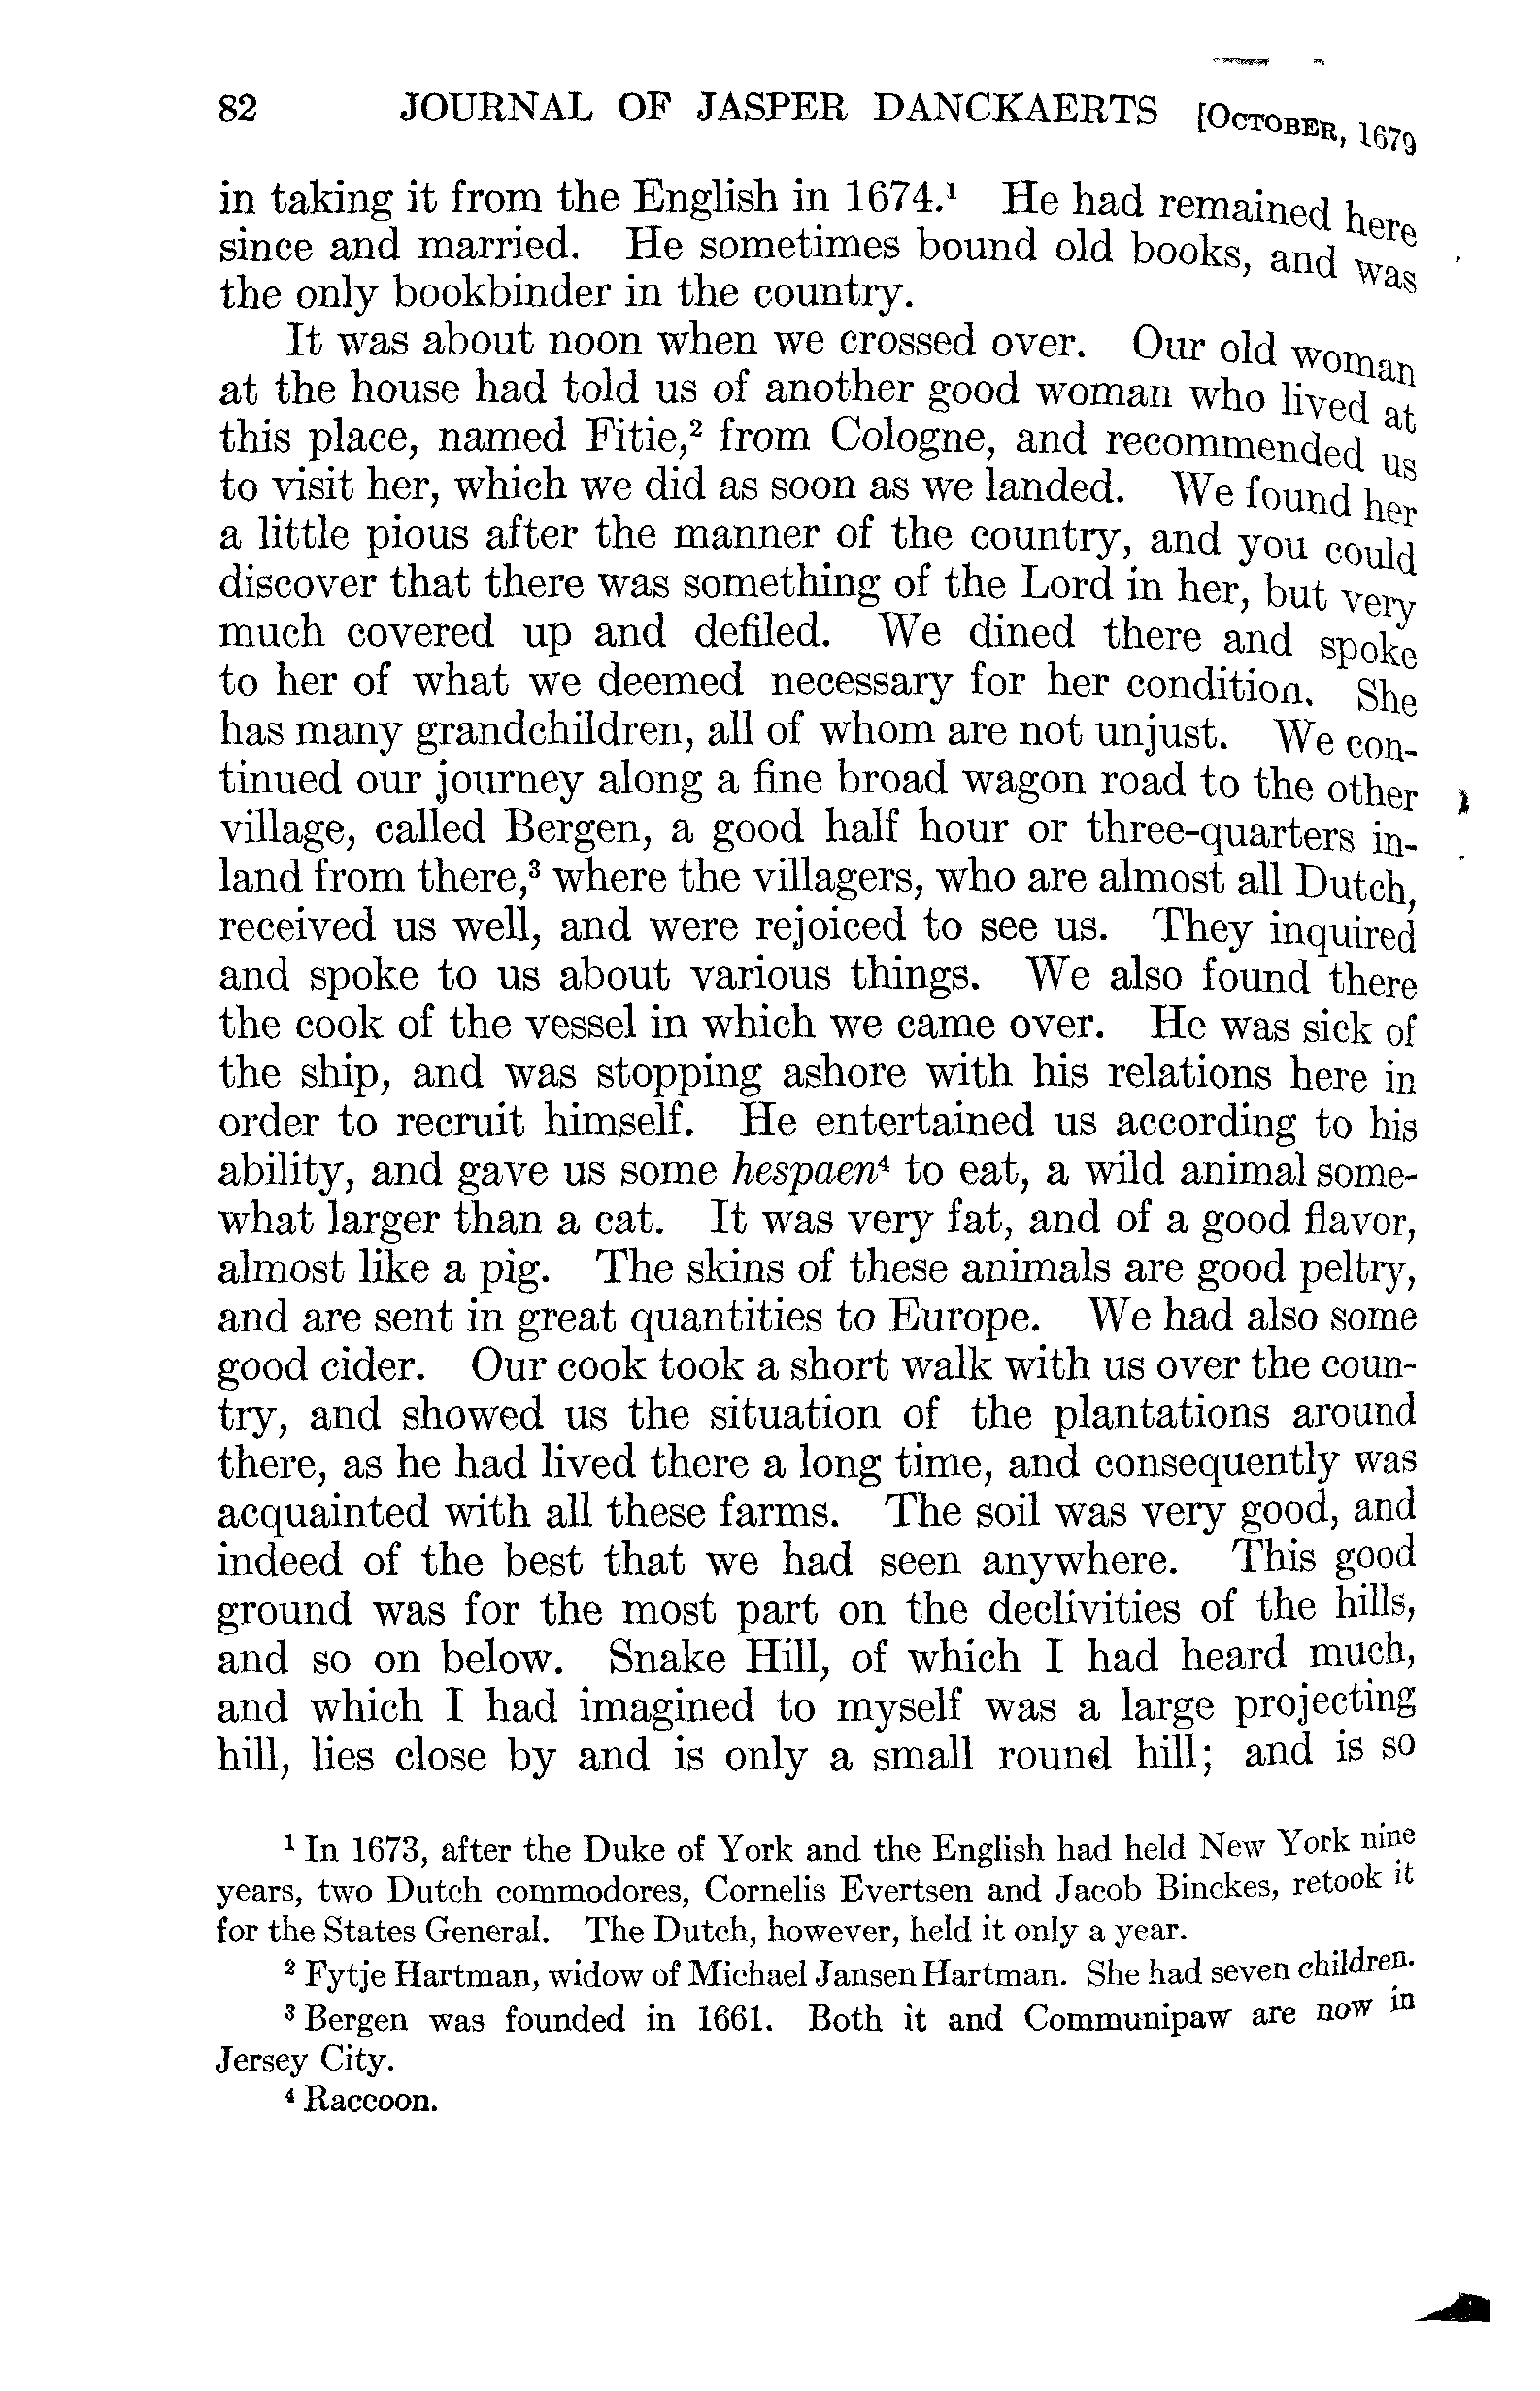 82 JOURNAL OF JASPER DANCKAERTS [OCTOBER, 1679
in taking it from the English in 1674.¹ He had remained here
since and married. He sometimes bound old books, and was
the only bookbinder in the country.
It was about noon when we crossed over. Our old woman
at the house had told us of another good woman who lived at
this place, named Fitie,² from Cologne, and recommended us
to visit her, which we did as soon as we landed. We found her
a little pious after the manner of the country, and you could
discover that there was something of the Lord in her, but very
much covered up and defiled. We dined there and spoke
to her of what we deemed necessary for her condition. She
has many grandchildren, all of whom are not unjust. We con-
tinued our journey along a fine broad wagon road to the other
village, called Bergen, a good half hour or three-quarters in-
land from there,³ where the villagers, who are almost all Dutch,
received us well, and were rejoiced to see us. They inquired
and spoke to us about various things. We also found there
the cook of the vessel in which we came over. He was sick of
the ship, and was stopping ashore with his relations here in
order to recruit himself. He entertained us according to his
ability, and gave us some hespaen⁴ to eat, a wild animal some-
what larger than a cat. It was very fat, and of a good flavor,
almost like a pig. The skins of these animals are good peltry,
and are sent in great quantities to Europe. We had also some
good cider. Our cook took a short walk with us over the coun-
try, and showed us the situation of the plantations around
there, as he had lived there a long time, and consequently was
acquainted with all these farms. The soil was very good, and
indeed of the best that we had seen anywhere. This good
ground was for the most part on the declivities of the hills,
and so on below. Snake Hill, of which I had heard much,
and which I had imagined to myself was a large projecting
hill, lies close by and is only a small round hill; and is so
¹ In 1673, after the Duke of York and the English had held New York nine
years, two Dutch commodores, Cornelis Evertsen and Jacob Binckes, retook it
for the States General. The Dutch, however, held it only a year.
² Fytje Hartman, widow of Michael Jansen Hartman. She had seven children.
³ Bergen was founded in 1661. Both it and Communipaw are now in
Jersey City.
⁴ Raccoon.